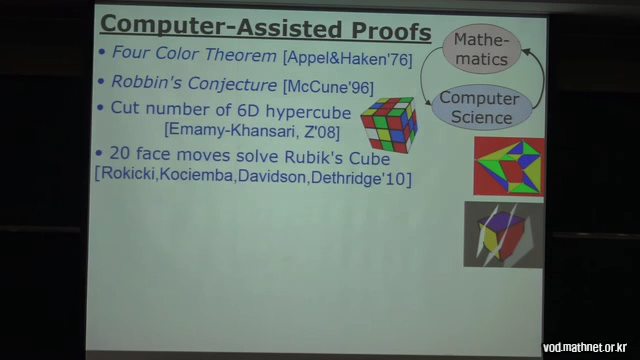 Computer-Assisted Proofs
• Four Color Theorem [Appel&Haken'76]
• Robbin's Conjecture [McCune'96]
• Cut number of 6D hypercube
[Emamy-Khansari, Z'08]
• 20 face moves solve Rubik's Cube
[Rokicki,Kociemba,Davidson,Dethridge'10]
Mathe-
matics
Computer
Science
vod.mathnet.or.kr